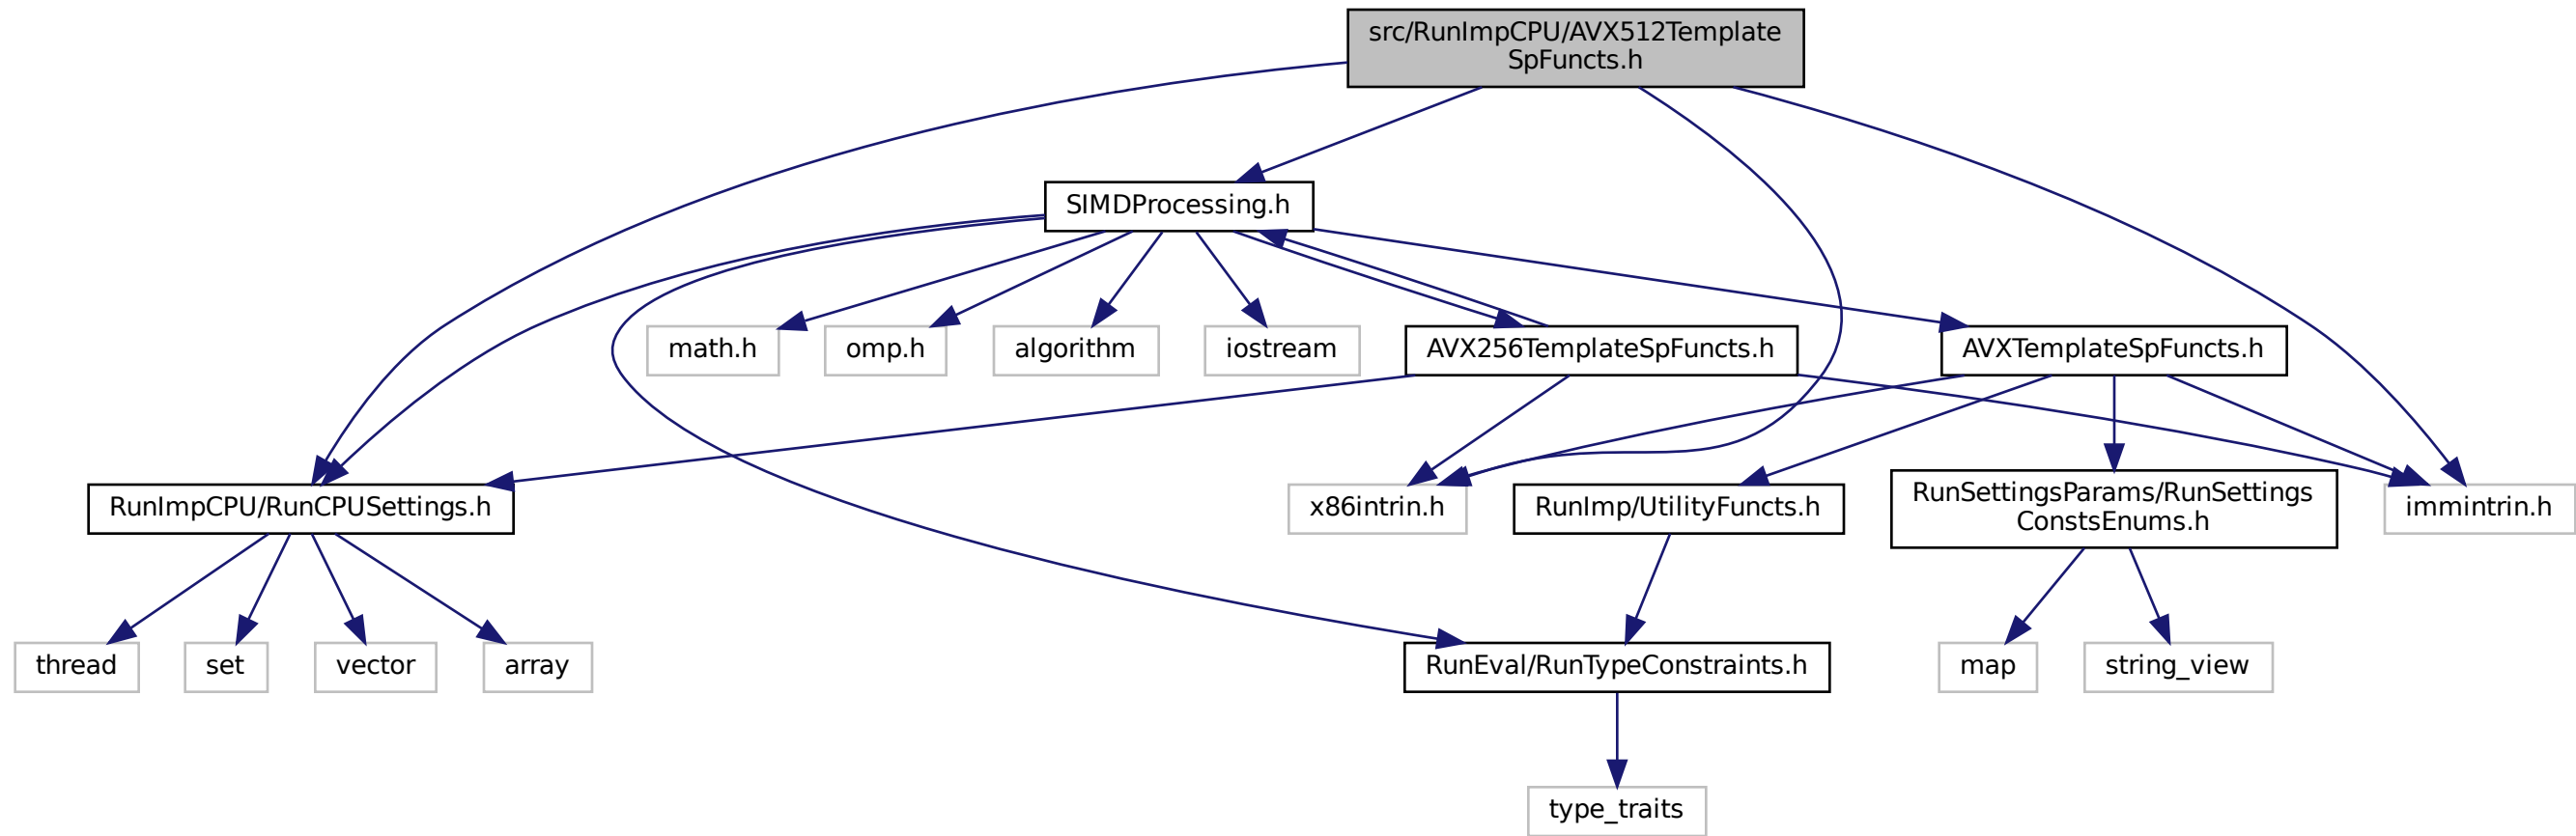 src/RunImpCPU/AVX512Template
SpFuncts.h
SIMDProcessing.h
math.h
omp.h
algorithm
iostream
AVX256TemplateSpFuncts.h
AVXTemplateSpFuncts.h
RunImpCPU/RunCPUSettings.h
x86intrin.h
RunImp/UtilityFuncts.h
RunSettingsParams/RunSettings
ConstsEnums.h
immintrin.h
thread
set
vector
array
RunEval/RunTypeConstraints.h
map
string_view
type_traits